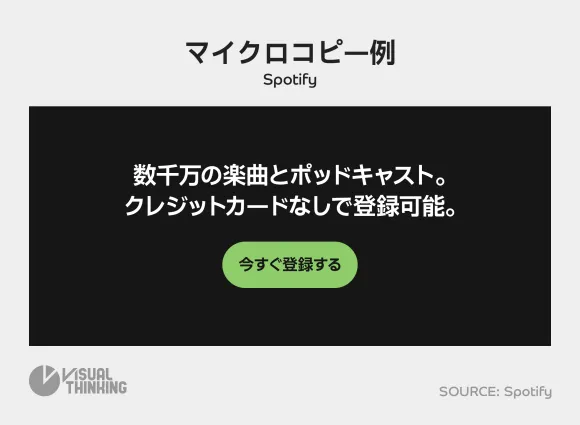 マイクロコピー例
Spotify
数千万の楽曲とポッドキャスト。
クレジットカードなしで登録可能。
今すぐ登録する
VISUAL
THINKING
SOURCE: Spotify